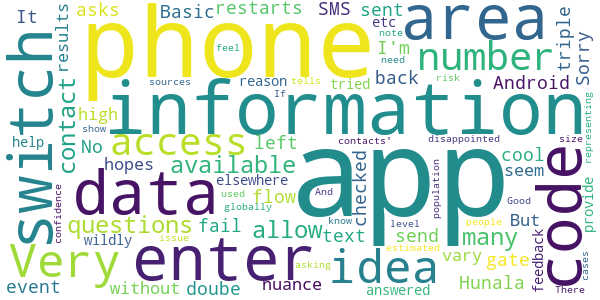 phone
app
information
area
switch
data
enter
code
access
number
idea
Very
many
allow
contact
available
questions
It
results
asks
Basic
restarts
SMS
sent
etc
I'm
triple
Sorry
feel
note
need
reason
tried
back
Android
help
high
sources
tells
If
risk
show
No
left
contacts'
disappointed
size
representing
hopes
elsewhere
And
checked
cool
seem
confidence
used
globally
flow
know
level
population
Good
provide
wildly
fail
text
send
vary
But
gate
people
feedback
cases
event
issue
without
doube
nuance
asking
answered
estimated
Hunala
There